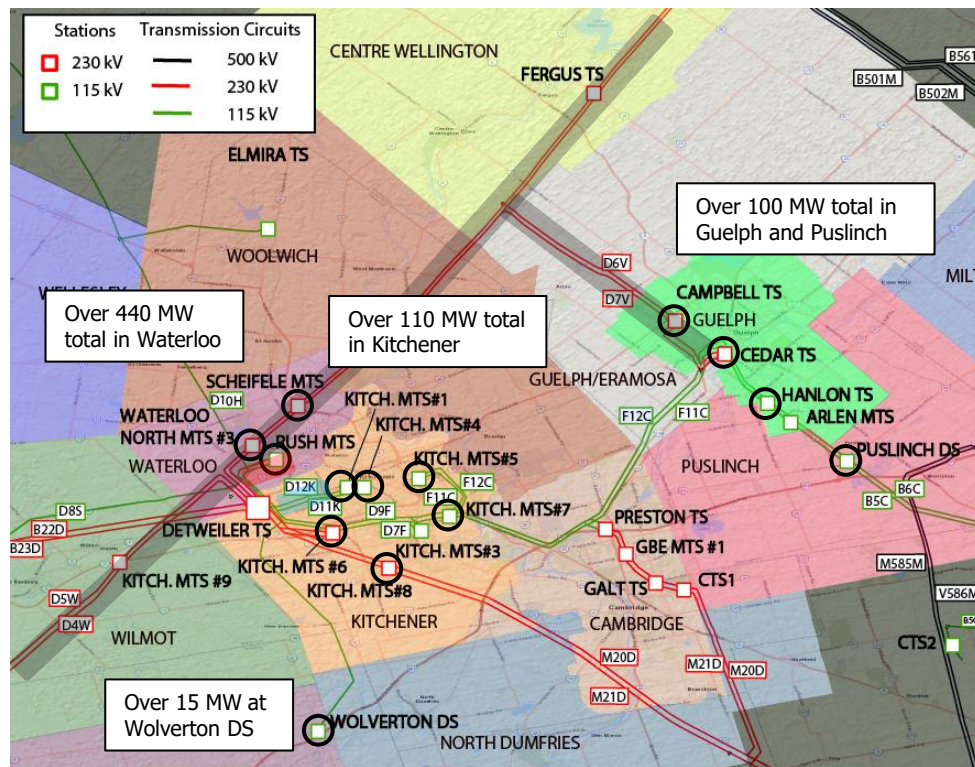 Stations
Transmission Circuits
230 kV
500 kV
115 kV
230 kV
115 kV
CENTRE WELLINGTON
FERGUS TS
B501M
B502M
B561
ELMIRA TS
WOOLWICH
Over 100 MW total in
Guelph and Puslinch
D6V
D7V
MIL
WELLESLEY
CAMPBELL TS
GUELPH
Over 440 MW
total in Waterloo
Over 110 MW total
in Kitchener
CEDAR TS
GUELPH/ERAMOSA
SCHEIFELE MTS
D10H
KITCH. MTS#1
HANLON TS
ARLEN MTS
WATERLOO
NORTH MTS #3
KITCH. MTS#4
F12C
F11C
RUSH MTS
WATERLOO
KITCH. MTS#5
PUSLINCH
PUSLINCH DS
D12K
F12C
F11C
B6C
B5C
D8S
D11K
D9F
KITCH. MTS#7
B22D
DETWEILER TS
D7F
PRESTON TS
B23D
KITCH. MTS#3
GBE MTS #1
KITCH. MTS #6
KITCH. MTS #9
KITCH. MTS#8
GALT TS
CTS1
M585M
D5W
V586M
D4W
KITCHENER
CAMBRIDGE
WILMOT
CTS2
M20D
M21D
M20D
M21D
Over 15 MW at
Wolverton DS
WOLVERTON DS
NORTH DUMFRIES